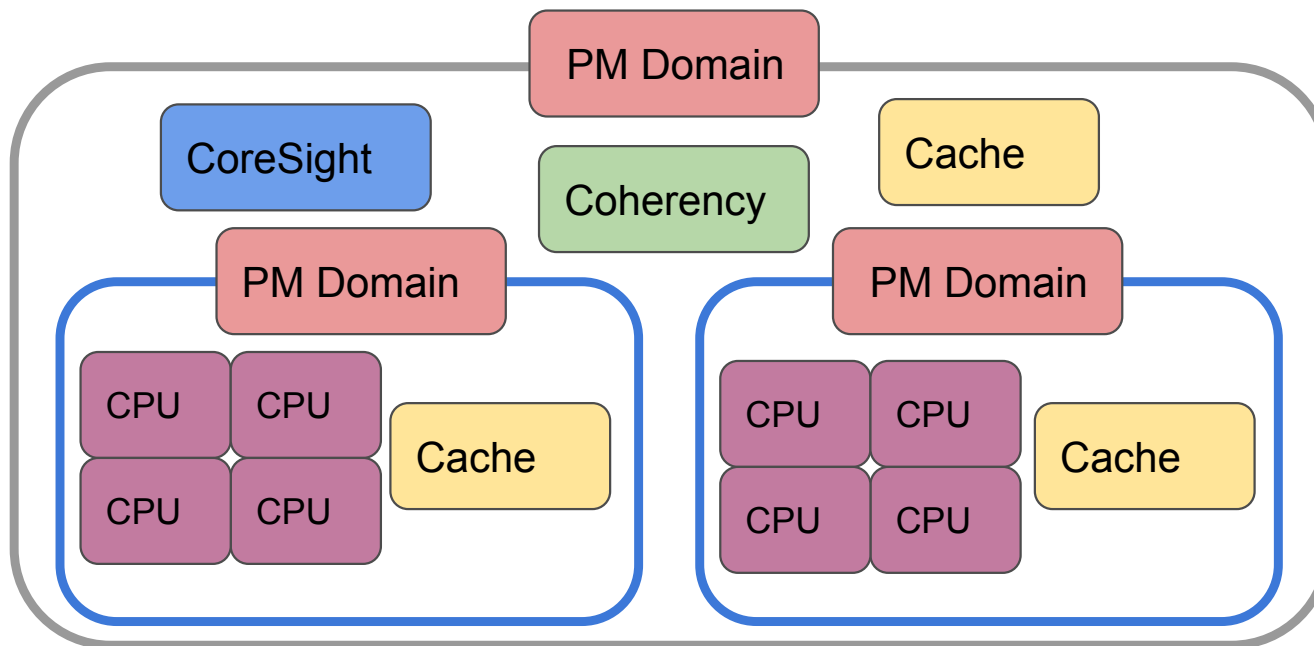 PM Domain
CoreSight
Cache
Coherency
PM Domain
PM Domain
CPU
CPU
Cache
CPU
CPU
CPU
CPU
Cache
CPU
CPU